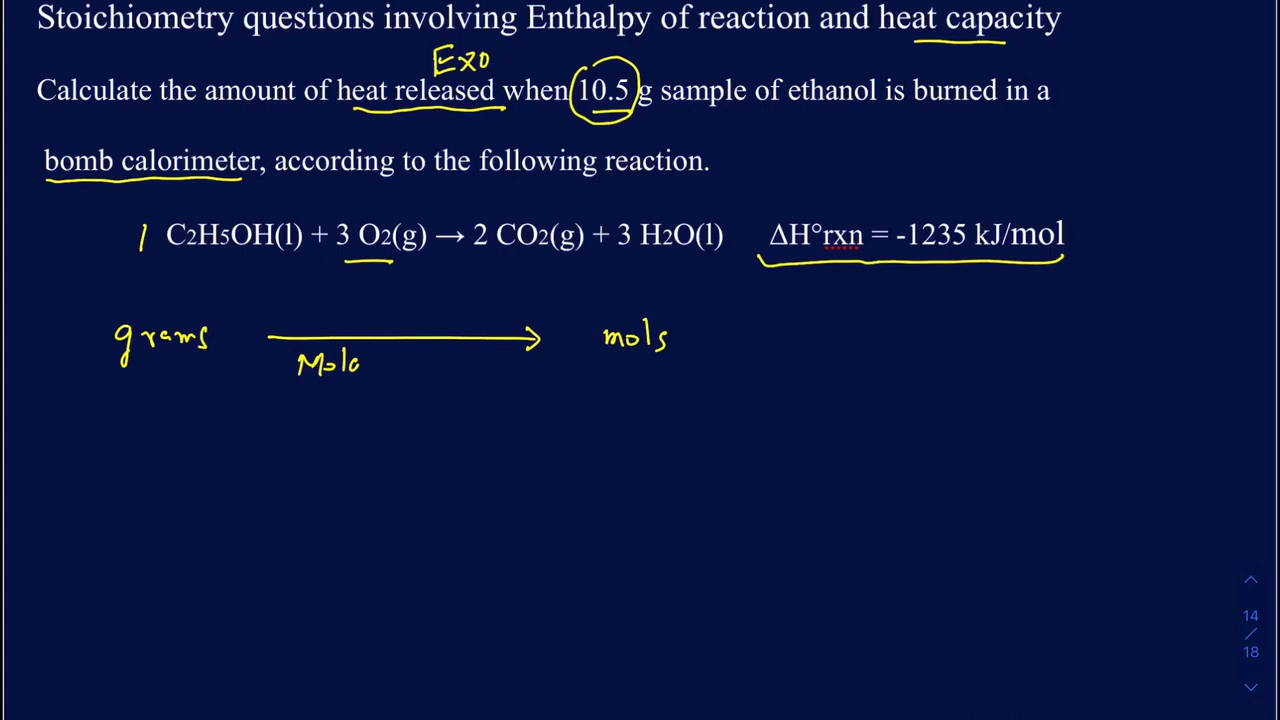 Stoichiometry questions involving Enthalpy of reaction and heat capacity
Exo
Calculate the amount of heat released when 10.5 g sample of ethanol is burned in a
bomb calorimeter, according to the following reaction.
1 C2H5OH(l) + 3 O2(g) → 2 CO2(g) + 3 H2O(l) ΔH°rxn = -1235 kJ/mol
grams mols
Mola
14
/
18